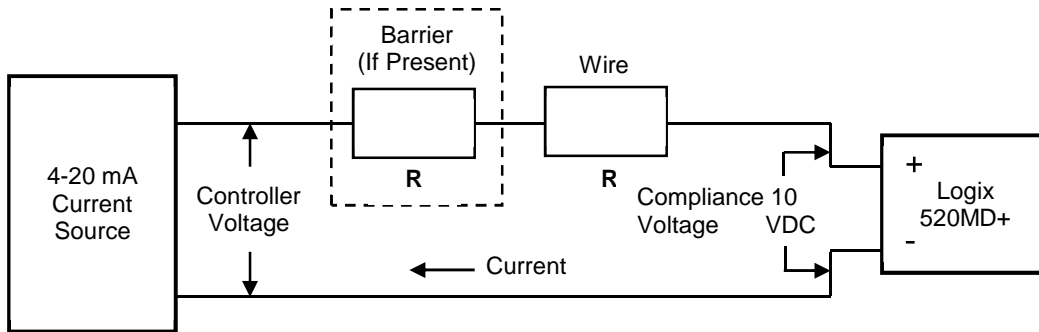 Barrier
(If Present)
Wire
4-20 mA
Current
Source
Controller
Voltage
R
R
Compliance 10
Voltage VDC
+
-
Logix
520MD+
Current